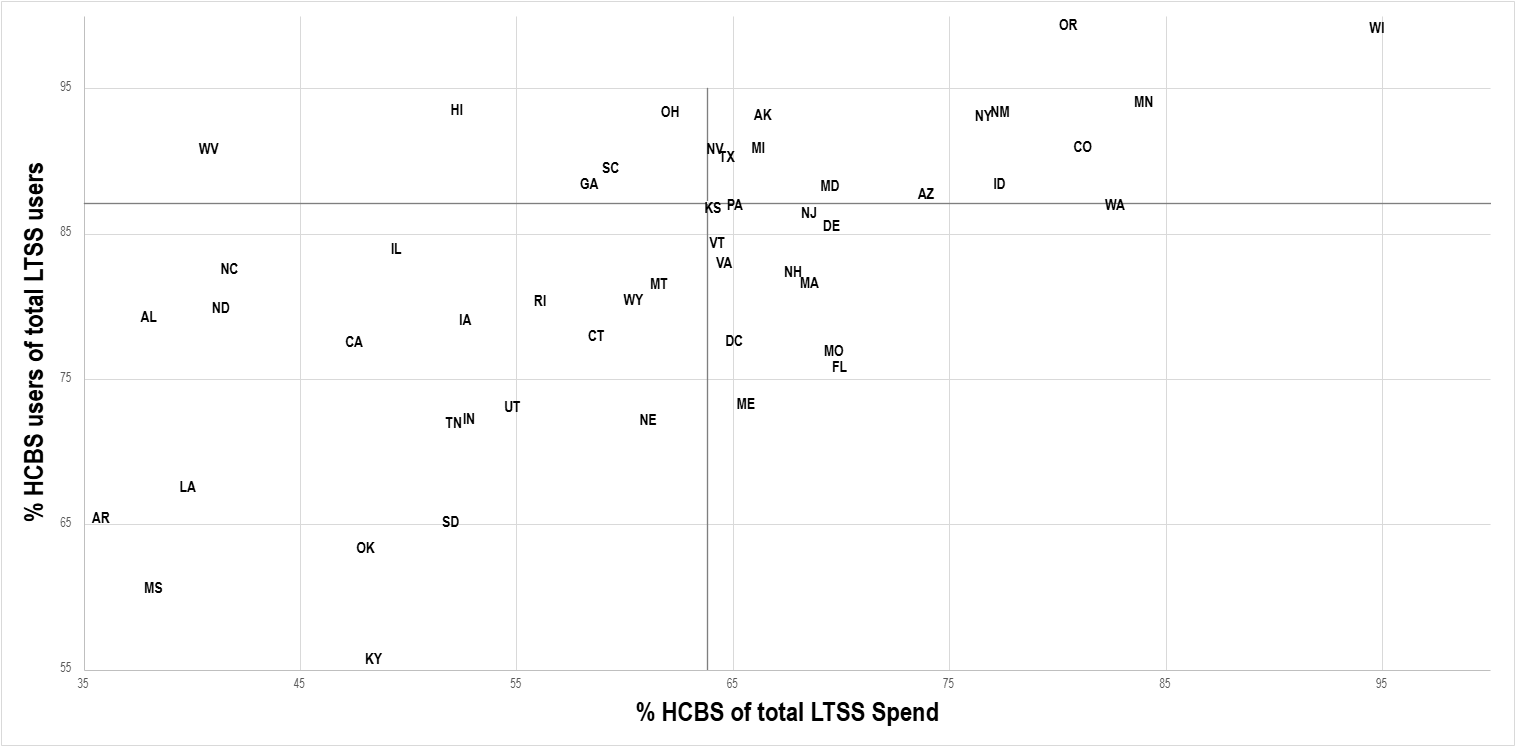 % HCBS users of total LTSS users
OR
WI
95
MN
HI
OH
AK
NY
NM
WV
NV
TX
MI
CO
SC
GA
MD
AZ
ID
KS
PA
NJ
WA
DE
85
VT
IL
VA
NC
NH
MT
MA
RI
WY
ND
AL
IA
CT
CA
DC
MO
FL
75
ME
UT
TN
IN
NE
LA
AR
65
SD
OK
MS
KY
55
35
45
55
65
75
85
95
% HCBS of total LTSS Spend